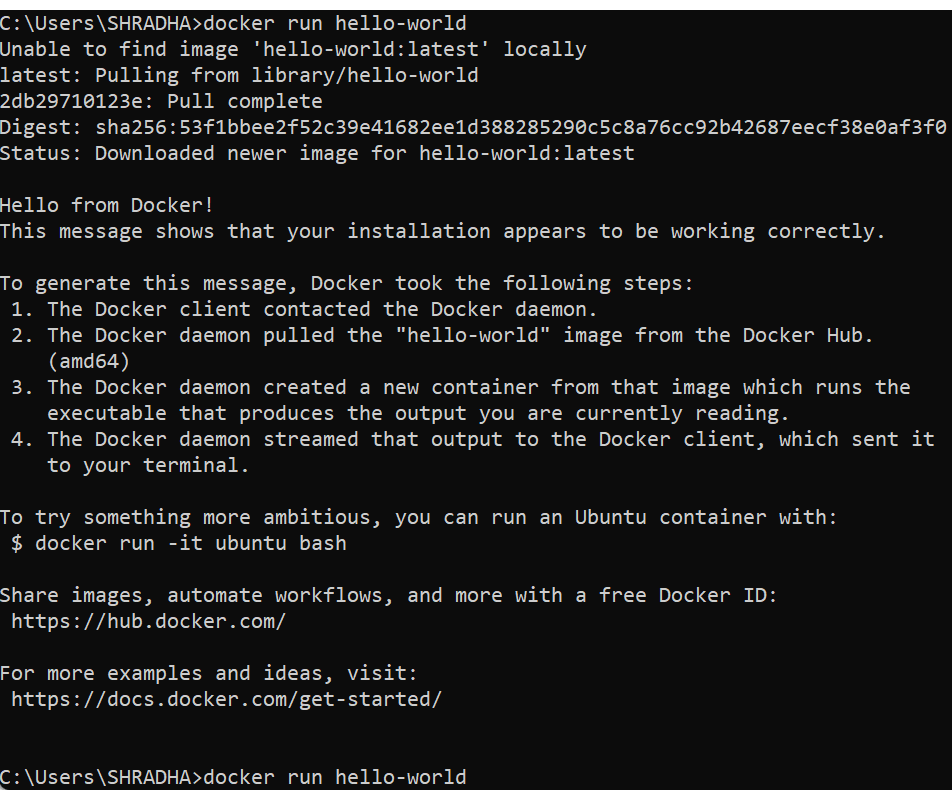 C:\Users\SHRADHA>docker run hello-world
Unable to find image 'hello-world:latest' locally
latest: Pulling from library/hello-world
2db29710123e: Pull complete
Digest: sha256:53f1bbee2f52c39e41682ee1d388285290c5c8a76cc92b42687eecf38e0af3f0
Status: Downloaded newer image for hello-world:latest

Hello from Docker!
This message shows that your installation appears to be working correctly.

To generate this message, Docker took the following steps:
 1. The Docker client contacted the Docker daemon.
 2. The Docker daemon pulled the "hello-world" image from the Docker Hub.
    (amd64)
 3. The Docker daemon created a new container from that image which runs the
    executable that produces the output you are currently reading.
 4. The Docker daemon streamed that output to the Docker client, which sent it
    to your terminal.

To try something more ambitious, you can run an Ubuntu container with:
 $ docker run -it ubuntu bash

Share images, automate workflows, and more with a free Docker ID:
 https://hub.docker.com/

For more examples and ideas, visit:
 https://docs.docker.com/get-started/


C:\Users\SHRADHA>docker run hello-world